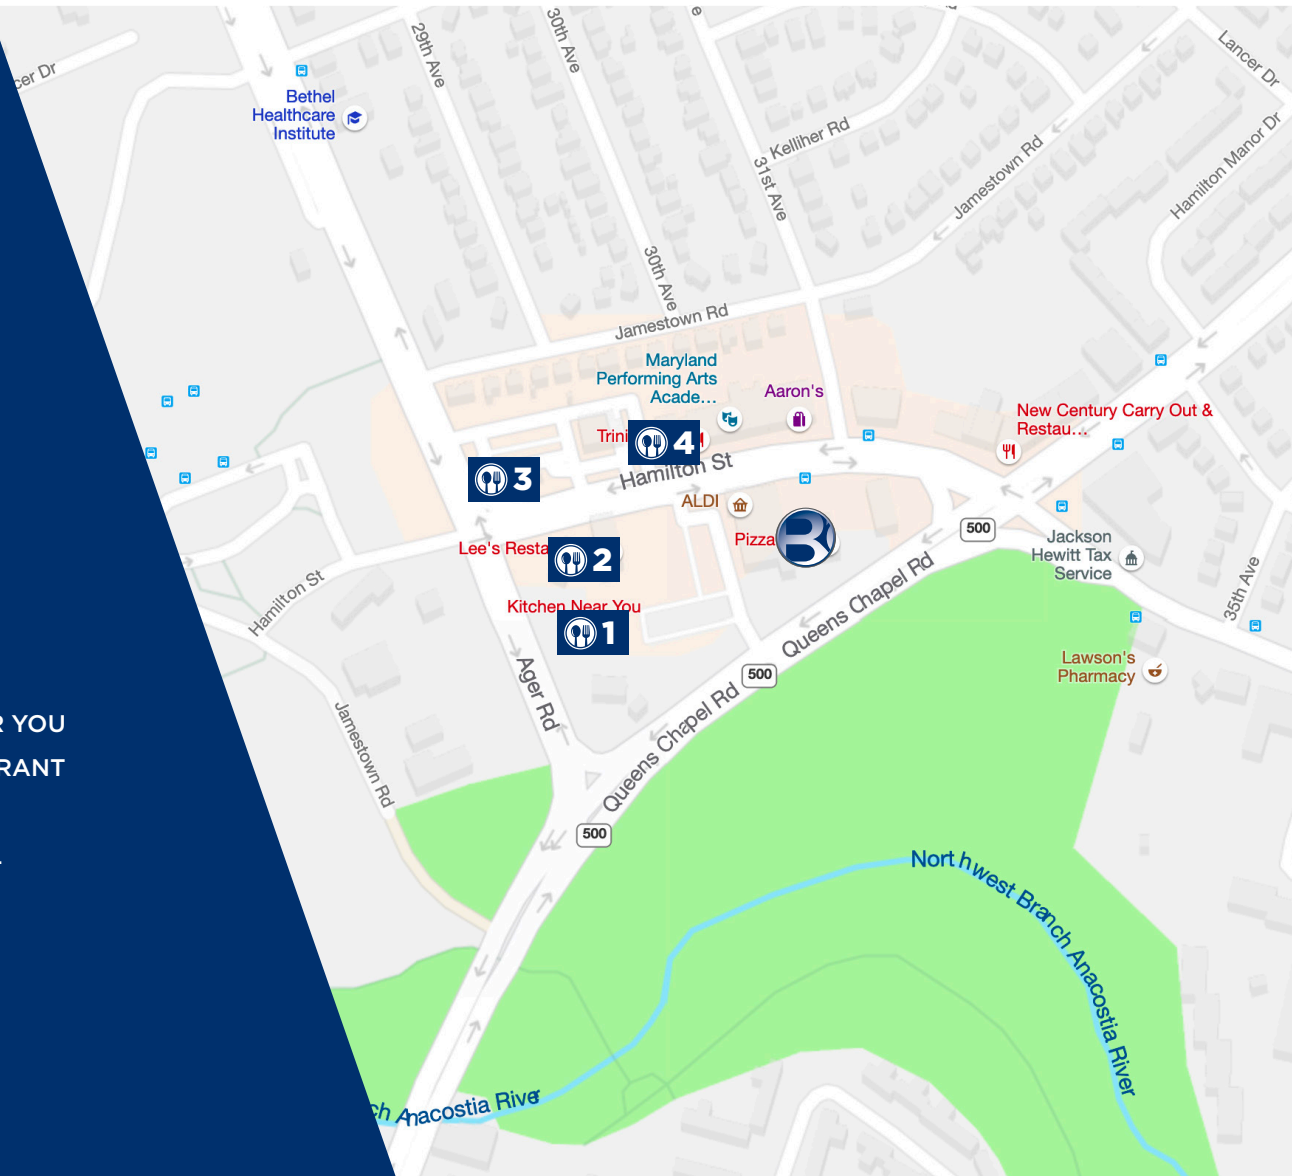 29th Ave
30th Ave
Lancer Dr
cer Dr
Bethel
Healthcare
Institute
Kelliher Rd
31st Ave
Jamestown Rd
Hamilton Manor Dr
30th Ave
Jamestown Rd
Maryland
Performing Arts
Acade...
Aaron's
New Century Carry Out &
Restau...
Trini
4
Hamilton St
3
ALDI
Pizza
B
500
Lee's Resta
2
Jackson
Hewitt Tax
Service
Queens Chapel Rd
35th Ave
Hamilton St
Kitchen Near You
1
Ager Rd
500
Lawson's
Pharmacy
Queens Chapel Rd
R YOU
Jamestown Rd
RANT
500
Northwest Branch Anacostia River
ch Anacostia River